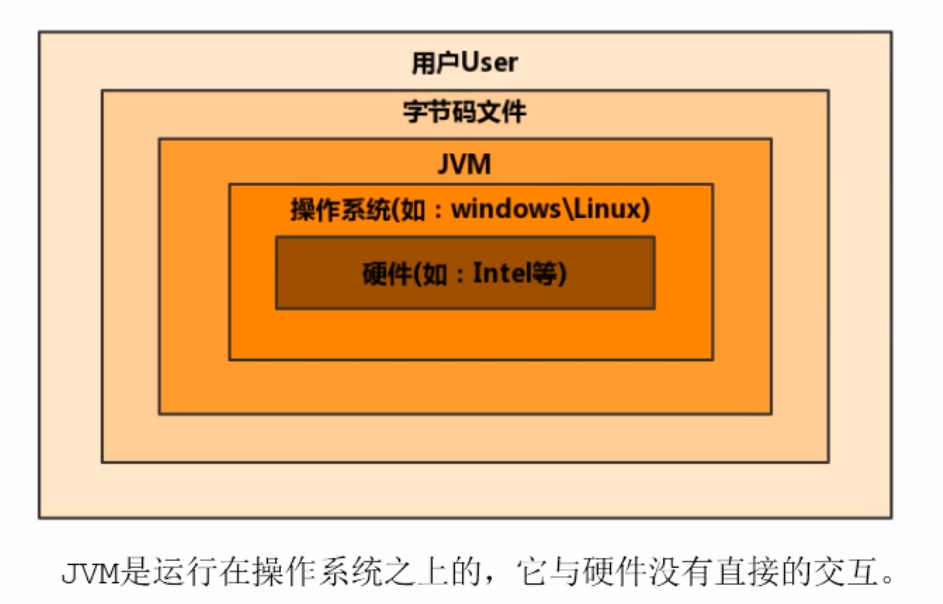 用户User
字节码文件
JVM
操作系统(如：windows\Linux)
硬件(如：Intel等)
JVM是运行在操作系统之上的，它与硬件没有直接的交互。